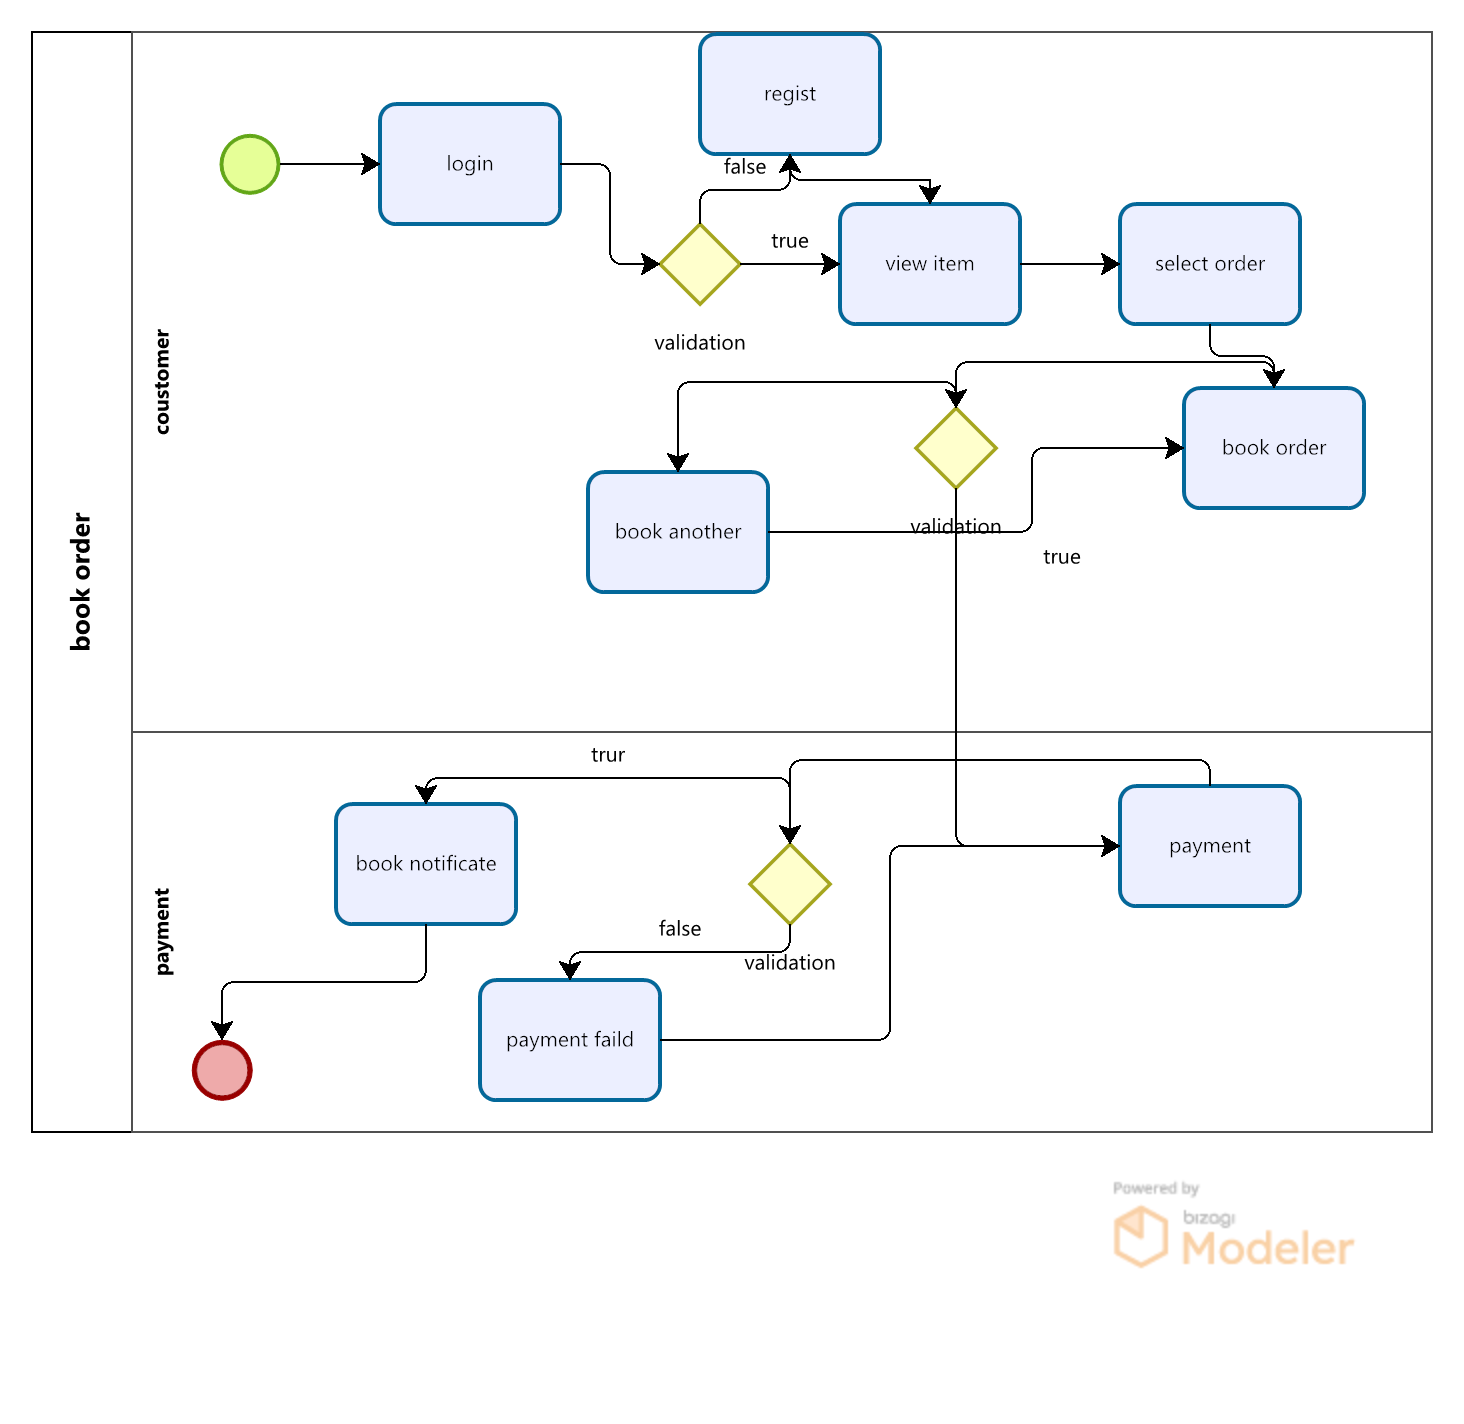 book order
coustomer
regist
login
false
true
view item
select order
validation
book order
book another
validation
true
payment
trur
book notificate
payment
false
validation
payment faild
Powered by
bizagi
Modeler